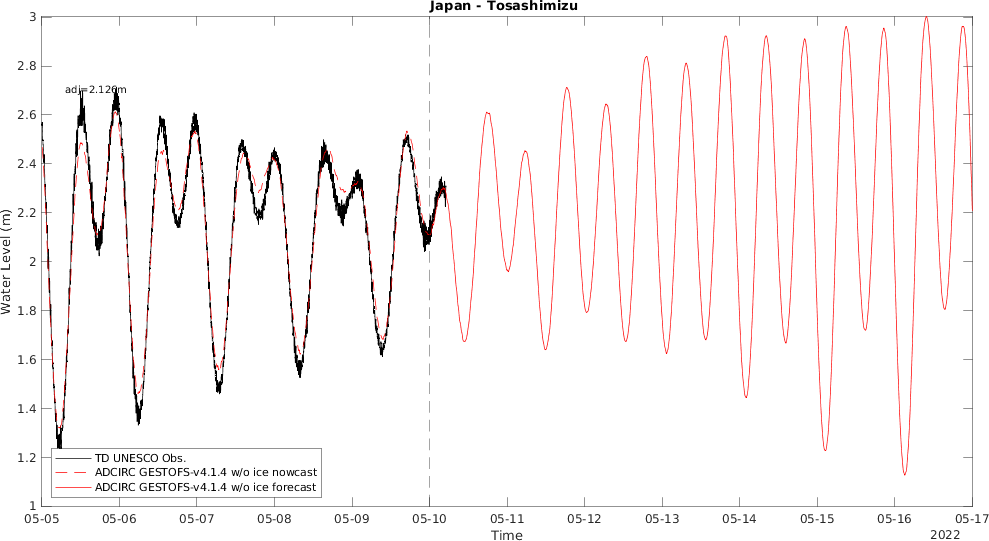 Japan - Tosashimizu
3
2.8
2.6
2.4
2.2
2
1.8
1.6
1.4
1.2
1
Water Level (m)
adj=2.126m
TD UNESCO Obs.
ADCIRC GESTOFS-v4.1.4 w/o ice nowcast
ADCIRC GESTOFS-v4.1.4 w/o ice forecast
05-05 05-06 05-07 05-08 05-09 05-10 05-11 05-12 05-13 05-14 05-15 05-16 05-17
Time
2022